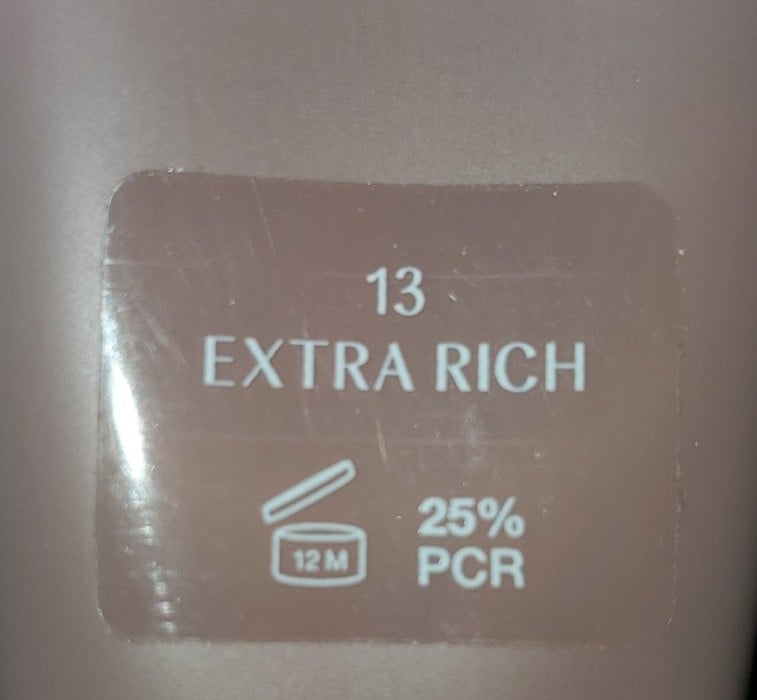 13
EXTRA RICH
12 M
25%
PCR